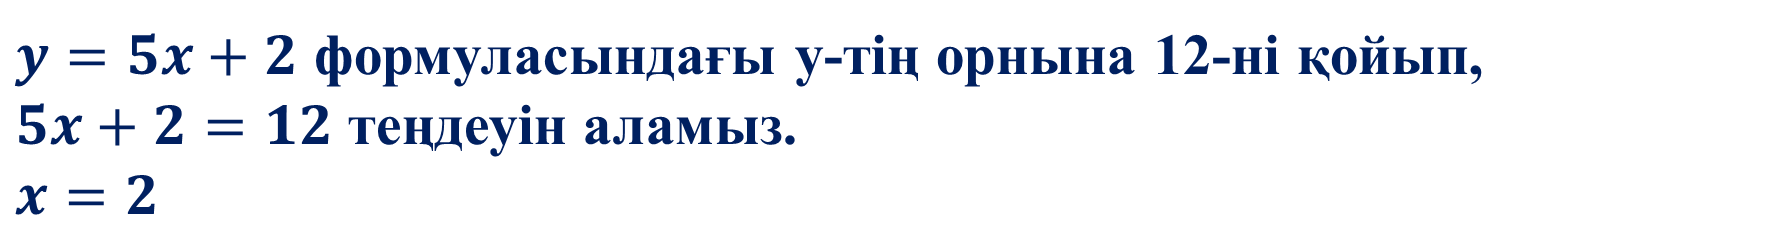 y = 5x + 2 формуласындағы у-тің орнына 12-ні қойып,
5x + 2 = 12 теңдеуін аламыз.
x = 2